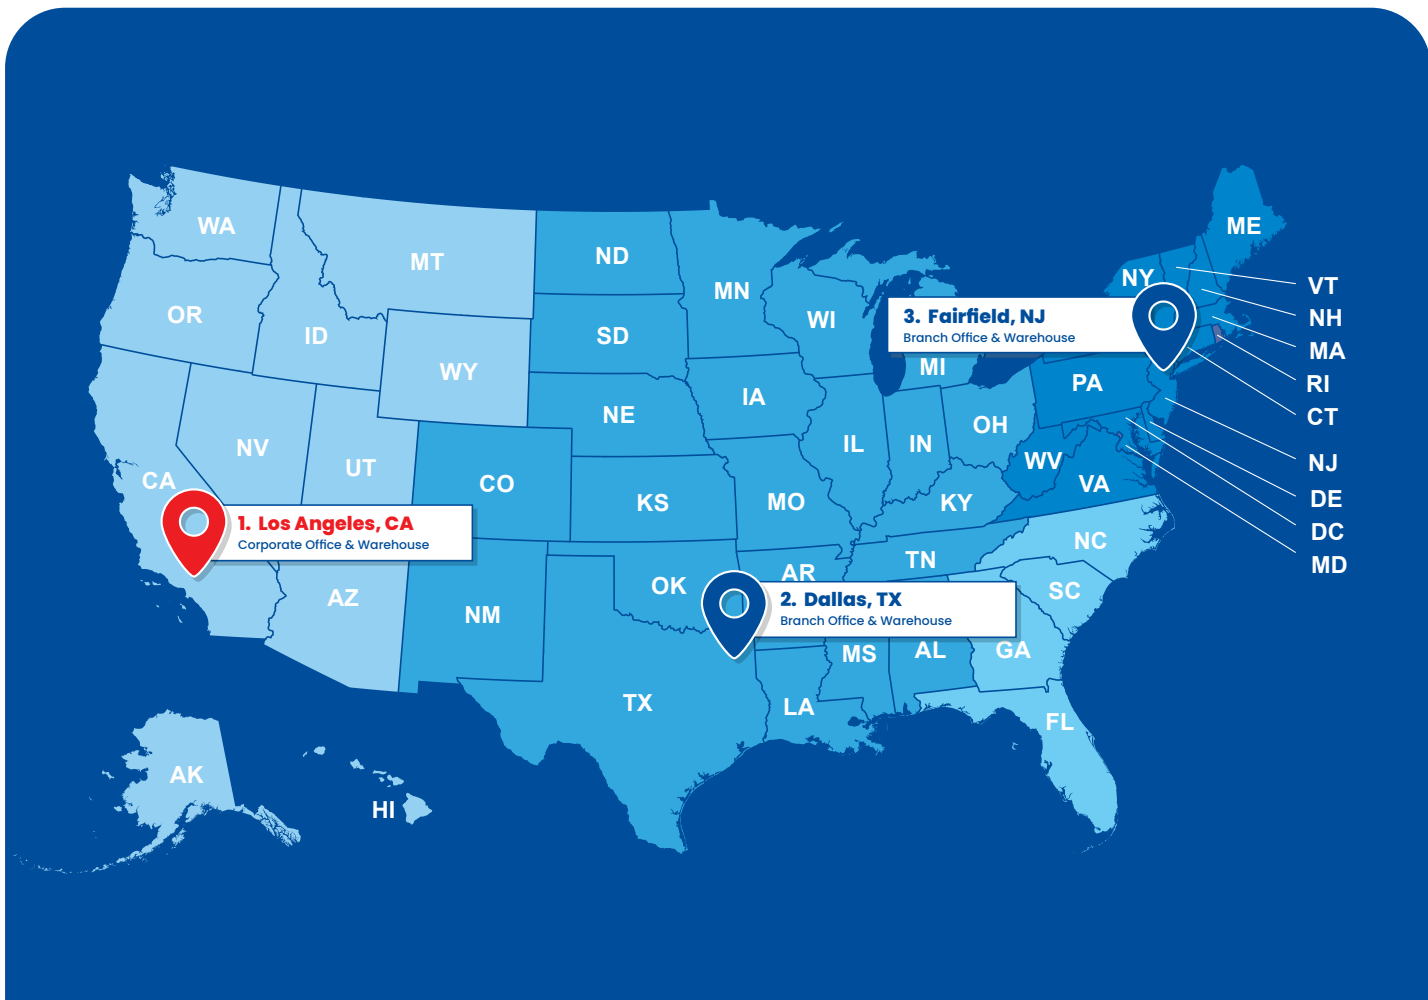 WA
MT
ND
MN
ME
OR
ID
SD
WI
NY
VT
NH
MA
RI
CT
NJ
DE
DC
MD
3. Fairfield, NJ
Branch Office & Warehouse
WY
MI
PA
NE
IA
NV
UT
CO
IL
IN
OH
WV
VA
CA
KS
MO
KY
1. Los Angeles, CA
Corporate Office & Warehouse
NC
TN
AZ
NM
OK
AR
SC
2. Dallas, TX
Branch Office & Warehouse
MS
AL
GA
TX
LA
FL
AK
HI